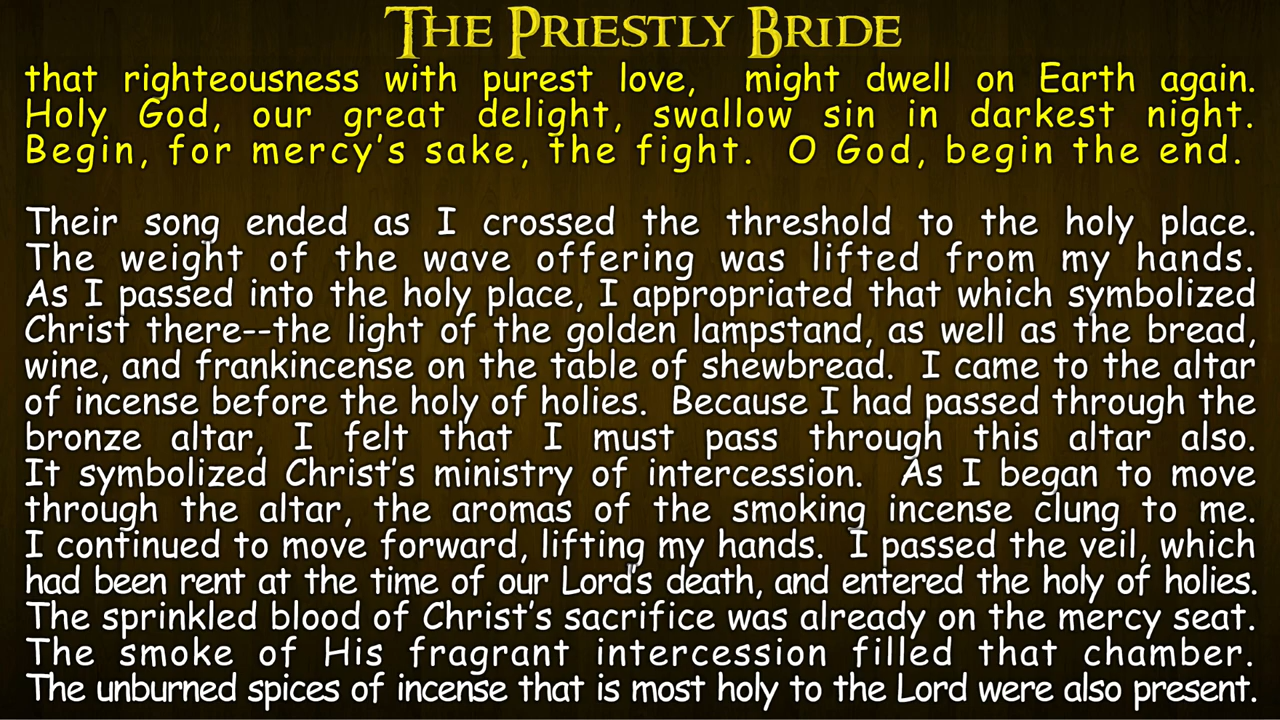 The Priestly Bride
that righteousness with purest love, might dwell on Earth again.
Holy God, our great delight, swallow sin in darkest night.
Begin, for mercy's sake, the fight. O God, begin the end.
Their song ended as I crossed the threshold to the holy place.
The weight of the wave offering was lifted from my hands.
As I passed into the holy place, I appropriated that which symbolized
Christ there--the light of the golden lampstand, as well as the bread,
wine, and frankincense on the table of shewbread. I came to the altar
of incense before the holy of holies. Because I had passed through the
bronze altar, I felt that I must pass through this altar also.
It symbolized Christ's ministry of intercession. As I began to move
through the altar, the aromas of the smoking incense clung to me.
I continued to move forward, lifting my hands. I passed the veil, which
had been rent at the time of our Lord's death, and entered the holy of holies.
The sprinkled blood of Christ's sacrifice was already on the mercy seat.
The smoke of His fragrant intercession filled that chamber.
The unburned spices of incense that is most holy to the Lord were also present.